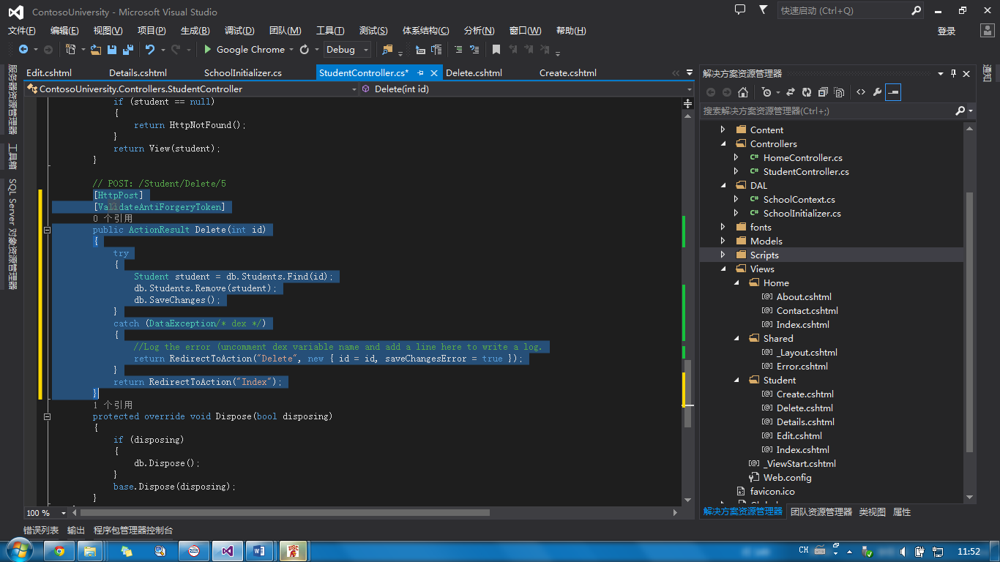 ContosoUniversity - Microsoft Visual Studio
快速启动 (Ctrl+Q)
文件(F) 编辑(E) 视图(V) 项目(P) 生成(B) 调试(D) 团队(M) 工具(T) 测试(S) 体系结构(C) 分析(N) 窗口(W) 帮助(H)
登录
Google Chrome
Debug
服务器资源管理器
工具箱
SQL Server 对象资源管理器
Edit.cshtml Details.cshtml SchoolInitializer.cs StudentController.cs* Delete.cshtml Create.cshtml
ContosoUniversity.Controllers.StudentController
Delete(int id)
if (student == null)
{
return HttpNotFound();
}
return View(student);
}
// POST: /Student/Delete/5
[HttpPost]
[ValidateAntiForgeryToken]
0 个引用
public ActionResult Delete(int id)
{
try
{
Student student = db.Students.Find(id);
db.Students.Remove(student);
db.SaveChanges();
}
catch (DataException/* dex */)
{
//Log the error (uncomment dex variable name and add a line here to write a log.
return RedirectToAction("Delete", new { id = id, saveChangesError = true });
}
return RedirectToAction("Index");
}
1 个引用
protected override void Dispose(bool disposing)
{
if (disposing)
{
db.Dispose();
}
base.Dispose(disposing);
}
100 %
错误列表 输出 程序包管理器控制台
解决方案资源管理器
搜索解决方案资源管理器(Ctrl+;)
Content
Controllers
C# HomeController.cs
C# StudentController.cs
DAL
C# SchoolContext.cs
C# SchoolInitializer.cs
fonts
Models
Scripts
Views
Home
About.cshtml
Contact.cshtml
Index.cshtml
Shared
_Layout.cshtml
Error.cshtml
Student
Create.cshtml
Delete.cshtml
Details.cshtml
Edit.cshtml
Index.cshtml
_ViewStart.cshtml
Web.config
favicon.ico
解决方案资源管理器 团队资源管理器 类视图 属性
通知
USC
CH
11:52